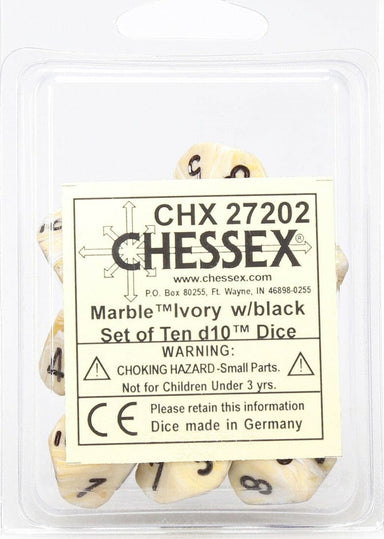 CHX 27202
CHESSEX®
www.chessex.com
P.O. Box 80255, Ft. Wayne, IN 46898-0255
Marble™Ivory w/black
Set of Ten d10™ Dice
WARNING:
CHOKING HAZARD-Small Parts.
Not for Children Under 3 yrs.
CE
Please retain this information
Dice made in Germany
4
8